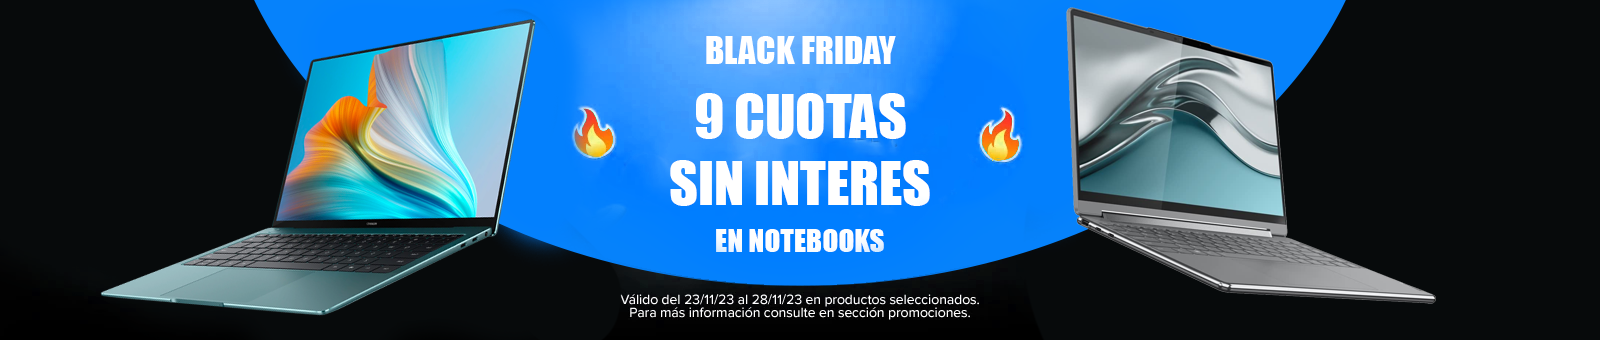 BLACK FRIDAY
9 CUOTAS
SIN INTERES
EN NOTEBOOKS
Válido del 23/11/23 al 28/11/23 en productos seleccionados.
Para más información consulte en sección promociones.